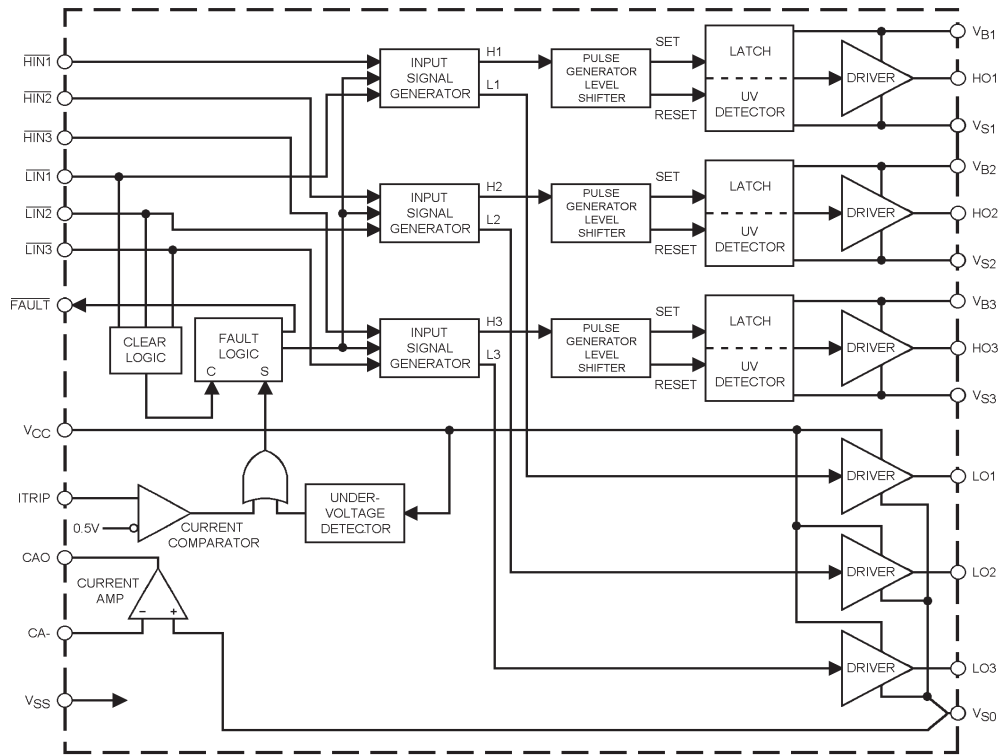 HIN1
HIN2
HIN3
LIN1
LIN2
LIN3
FAULT
VCC
ITRIP
0.5V
CAO
CA-
VSS
CLEAR
LOGIC
FAULT
LOGIC
C S
CURRENT
COMPARATOR
UNDER-
VOLTAGE
DETECTOR
CURRENT
AMP
- +
INPUT
SIGNAL
GENERATOR
H1
L1
PULSE
GENERATOR
LEVEL
SHIFTER
SET
RESET
LATCH
UV
DETECTOR
DRIVER
VB1
HO1
VS1
INPUT
SIGNAL
GENERATOR
H2
L2
PULSE
GENERATOR
LEVEL
SHIFTER
SET
RESET
LATCH
UV
DETECTOR
DRIVER
VB2
HO2
VS2
INPUT
SIGNAL
GENERATOR
H3
L3
PULSE
GENERATOR
LEVEL
SHIFTER
SET
RESET
LATCH
UV
DETECTOR
DRIVER
VB3
HO3
VS3
DRIVER
LO1
DRIVER
LO2
DRIVER
LO3
VS0